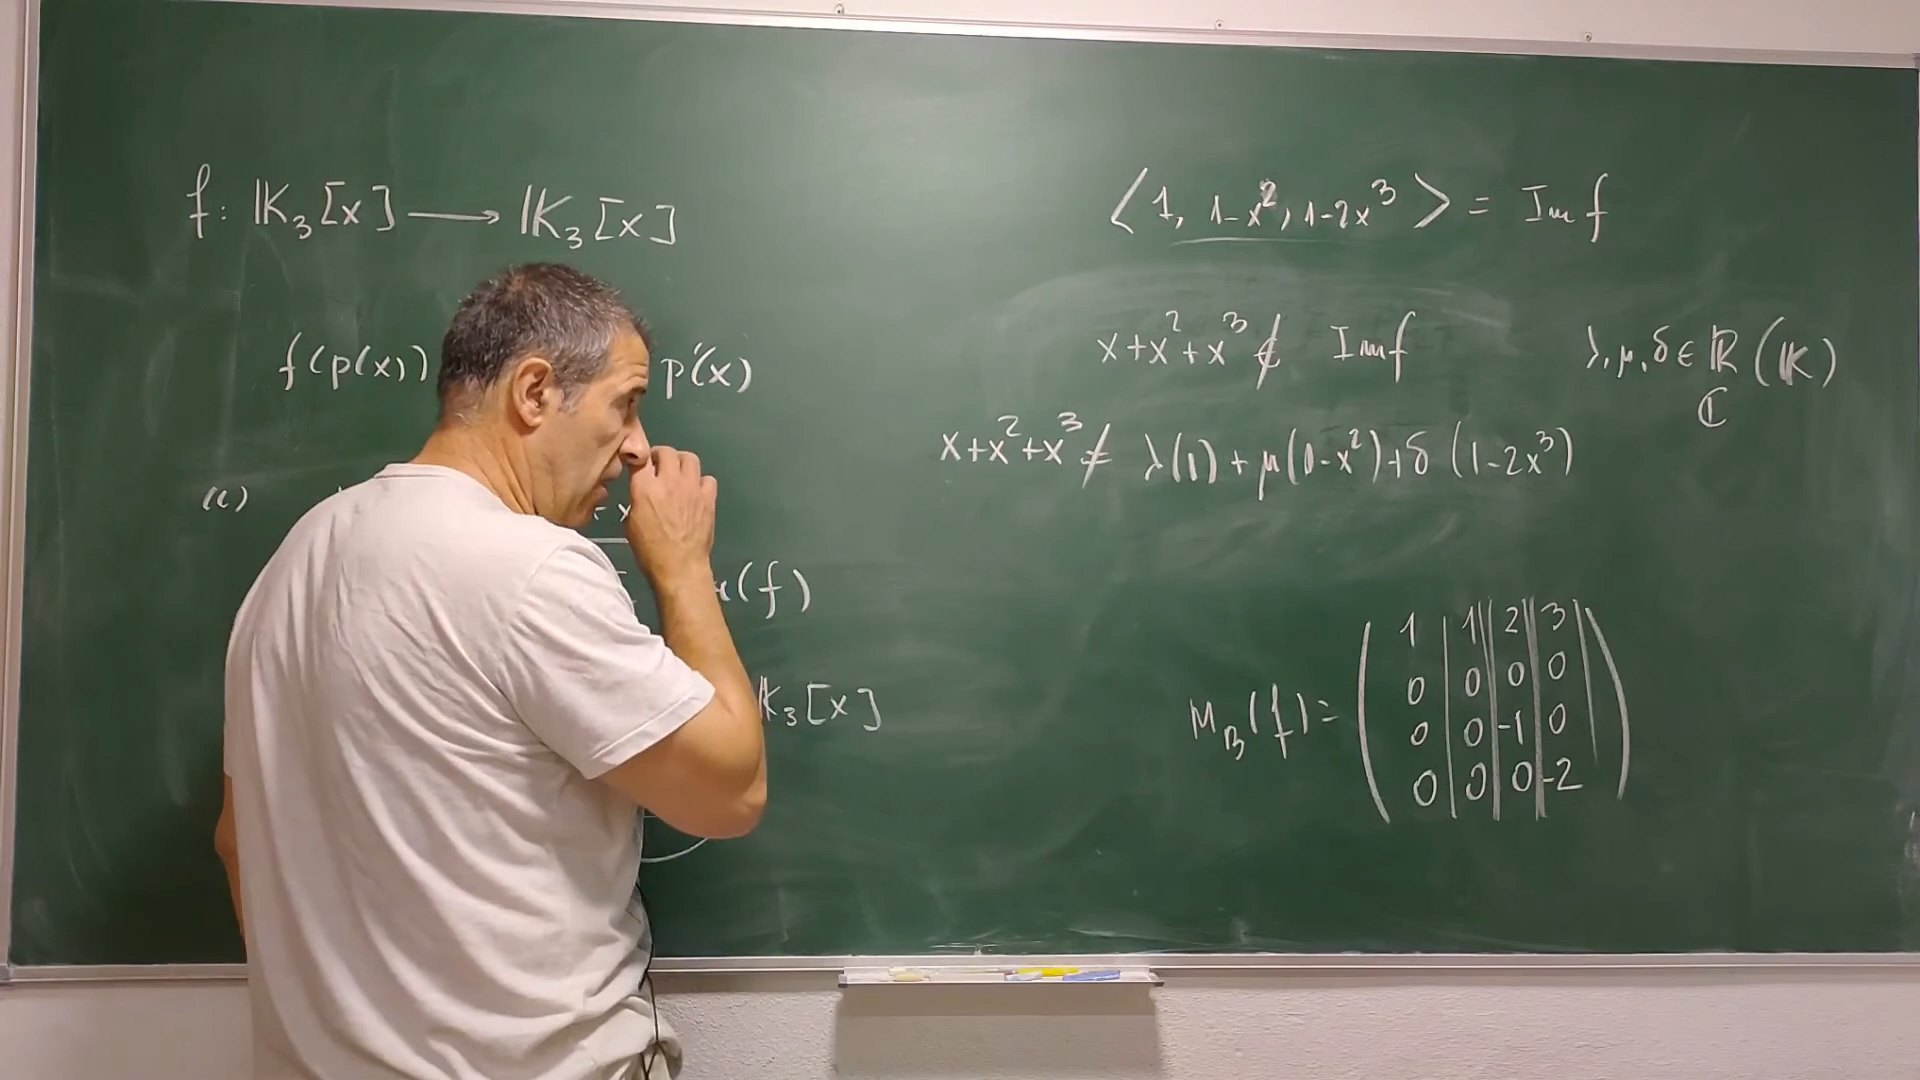 f: 𝕂₃[x] ⟶ 𝕂₃[x]
f(p(x)) p'(x)
(c)
(f)
𝕂₃[x]
⟨1, 1-x², 1-2x³⟩ = Im f
x+x²+x³ ∉ Im f λ, μ, δ ∈ ℝ (𝕂)
ℂ
x+x²+x³ ≠ λ(1) + μ(1-x²) + δ(1-2x³)
M_B(f) =
1 1 2 3
0 0 0 0
0 0 -1 0
0 0 0 -2